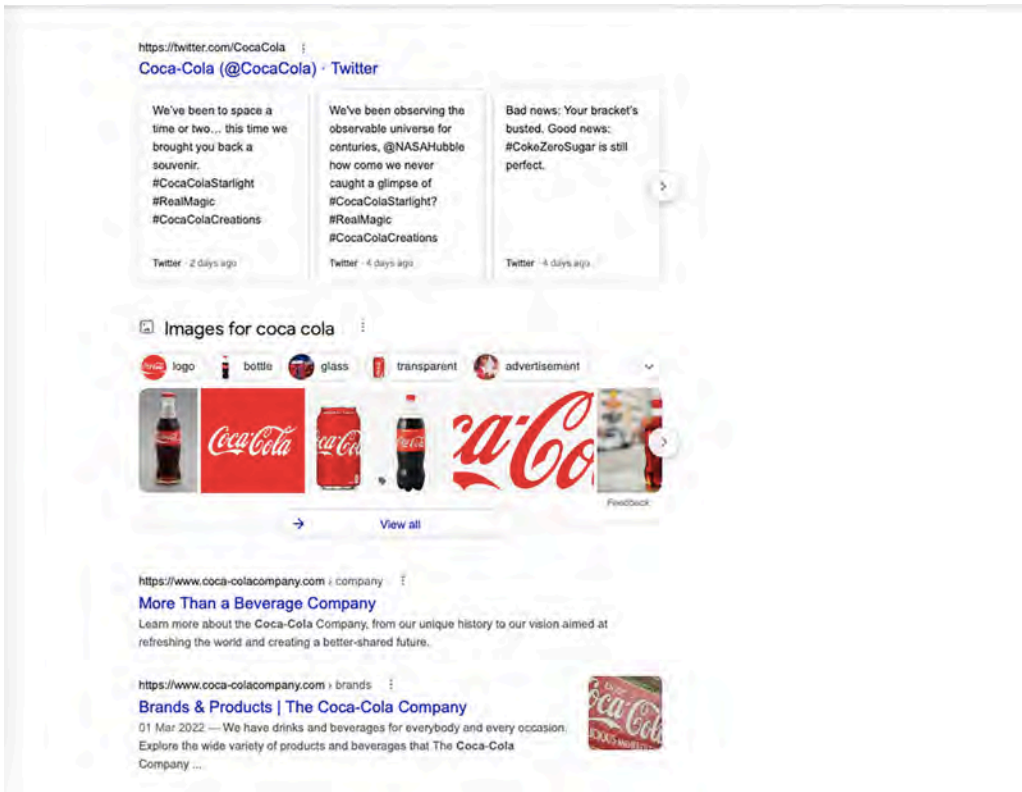 https://twitter.com/CocaCola
Coca-Cola (@CocaCola) · Twitter
We've been to space a
time or two... this time we
brought you back a
souvenir.
#CocaColaStarlight
#RealMagic
#CocaColaCreations
Twitter · 2 days ago
We've been observing the
observable universe for
centuries, @NASAHubble
how come we never
caught a glimpse of
#CocaColaStarlight?
#RealMagic
#CocaColaCreations
Twitter · 4 days ago
Bad news: Your bracket's
busted. Good news:
#CokeZeroSugar is still
perfect.
Twitter · 4 days ago
Images for coca cola
logo
bottle
glass
transparent
advertisement
Coca-Cola
Feedback
View all
https://www.coca-colacompany.com › company
More Than a Beverage Company
Learn more about the Coca-Cola Company, from our unique history to our vision aimed at
refreshing the world and creating a better-shared future.
https://www.coca-colacompany.com › brands
Brands & Products | The Coca-Cola Company
01 Mar 2022 — We have drinks and beverages for everybody and every occasion.
Explore the wide variety of products and beverages that The Coca-Cola
Company ...